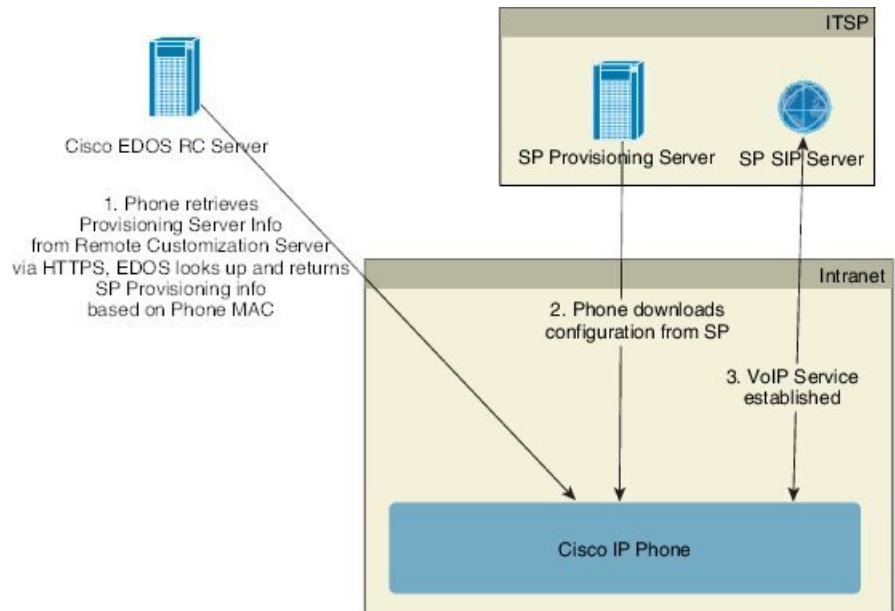 ITSP
Cisco EDOS RC Server
SP Provisioning Server
SP SIP Server
1. Phone retrieves
Provisioning Server Info
from Remote Customization Server
via HTTPS, EDOS looks up and returns
SP Provisioning info
based on Phone MAC
Intranet
2. Phone downloads
configuration from SP
3. VoIP Service
established
Cisco IP Phone